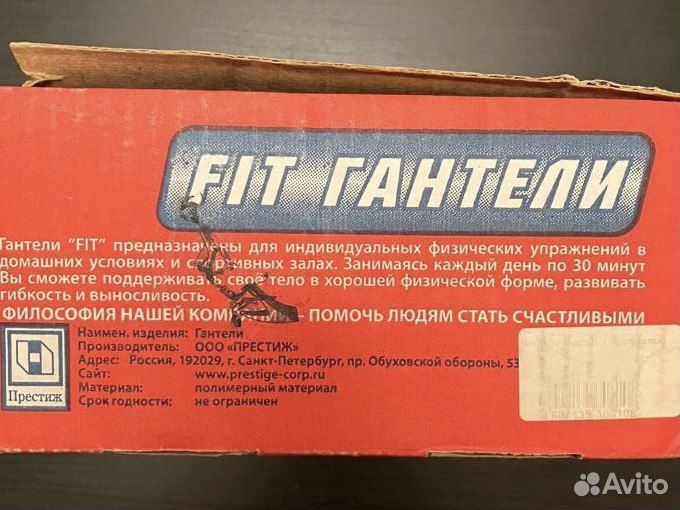 FIT ГАНТЕЛИ
Гантели "FIT" предназначены для индивидуальных физических упражнений в
домашних условиях и спортивных залах. Занимаясь каждый день по 30 минут
Вы сможете поддерживать своё тело в хорошей физической форме, развивать
гибкость и выносливость.
ФИЛОСОФИЯ НАШЕЙ КОМПАНИИ - ПОМОЧЬ ЛЮДЯМ СТАТЬ СЧАСТЛИВЫМИ
Наимен. изделия: Гантели
Производитель: ООО «ПРЕСТИЖ»
Адрес: Россия, 192029, г. Санкт-Петербург, пр. Обуховской обороны, 53
Сайт: www.prestige-corp.ru
Материал: полимерный материал
Срок годности: не ограничен
Престиж
Avito